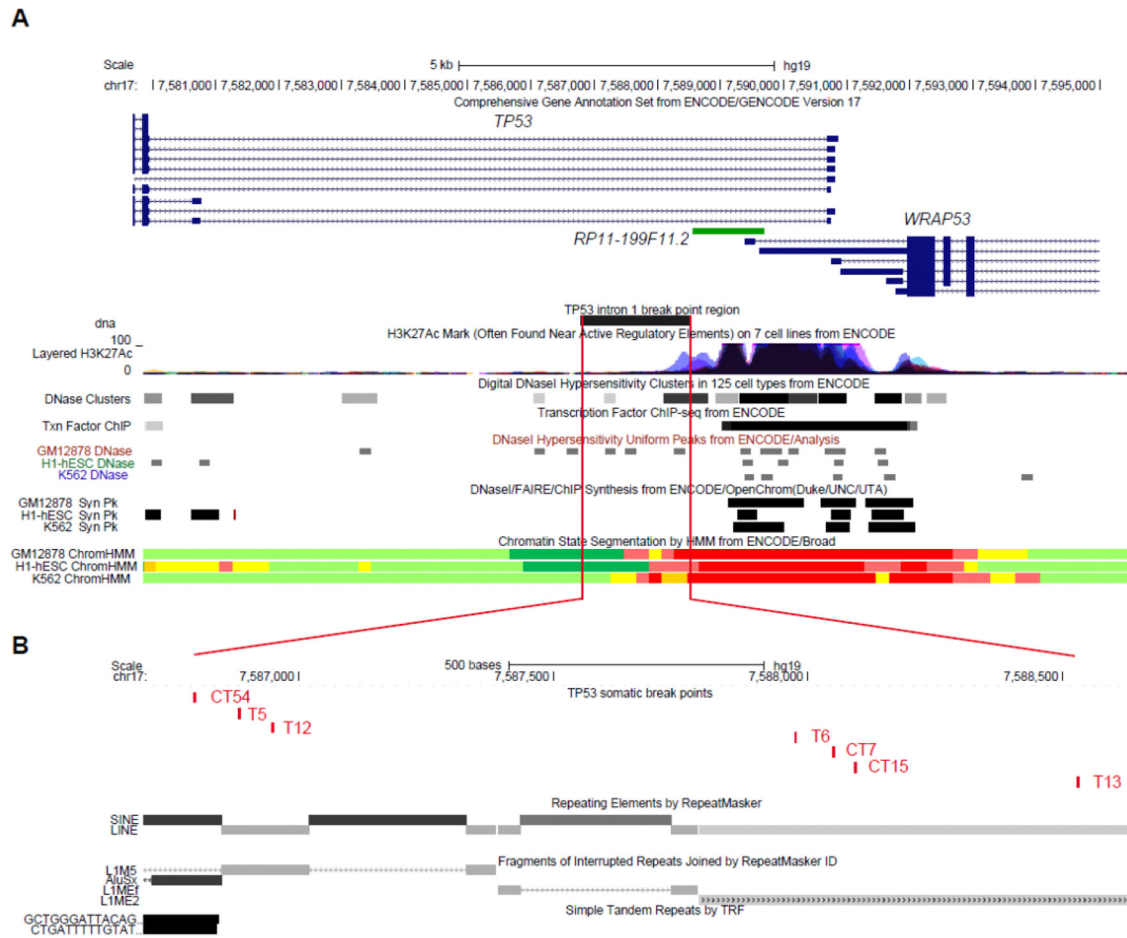 A
Scale 5 kb hg19
chr17: 7,581,000 7,582,000 7,583,000 7,584,000 7,585,000 7,586,000 7,587,000 7,588,000 7,589,000 7,590,000 7,591,000 7,592,000 7,593,000 7,594,000 7,595,000
Comprehensive Gene Annotation Set from ENCODE/GENCODE Version 17
TP53
WRAP53
RP11-199F11.2
TP53 intron 1 break point region
dna
H3K27Ac Mark (Often Found Near Active Regulatory Elements) on 7 cell lines from ENCODE
100
Layered H3K27Ac
0
Digital DNaseI Hypersensitivity Clusters in 125 cell types from ENCODE
DNase Clusters
Transcription Factor ChIP-seq from ENCODE
Txn Factor ChIP
DNaseI Hypersensitivity Uniform Peaks from ENCODE/Analysis
GM12878 DNase
H1-hESC DNase
K562 DNase
DNaseI/FAIRE/ChIP Synthesis from ENCODE/OpenChrom(Duke/UNC/UTA)
GM12878 Syn Pk
H1-hESC Syn Pk
K562 Syn Pk
Chromatin State Segmentation by HMM from ENCODE/Broad
GM12878 ChromHMM
H1-hESC ChromHMM
K562 ChromHMM
B
Scale 500 bases hg19
chr17: 7,587,000 7,587,500 7,588,000 7,588,500
TP53 somatic break points
CT54
T5
T12
T6
CT7
CT15
T13
Repeating Elements by RepeatMasker
SINE
LINE
Fragments of Interrupted Repeats Joined by RepeatMasker ID
L1M5
AluSx
L1MEf
L1ME2
Simple Tandem Repeats by TRF
GCTGGGATTACAG..
CTGATTTTTGTAT..